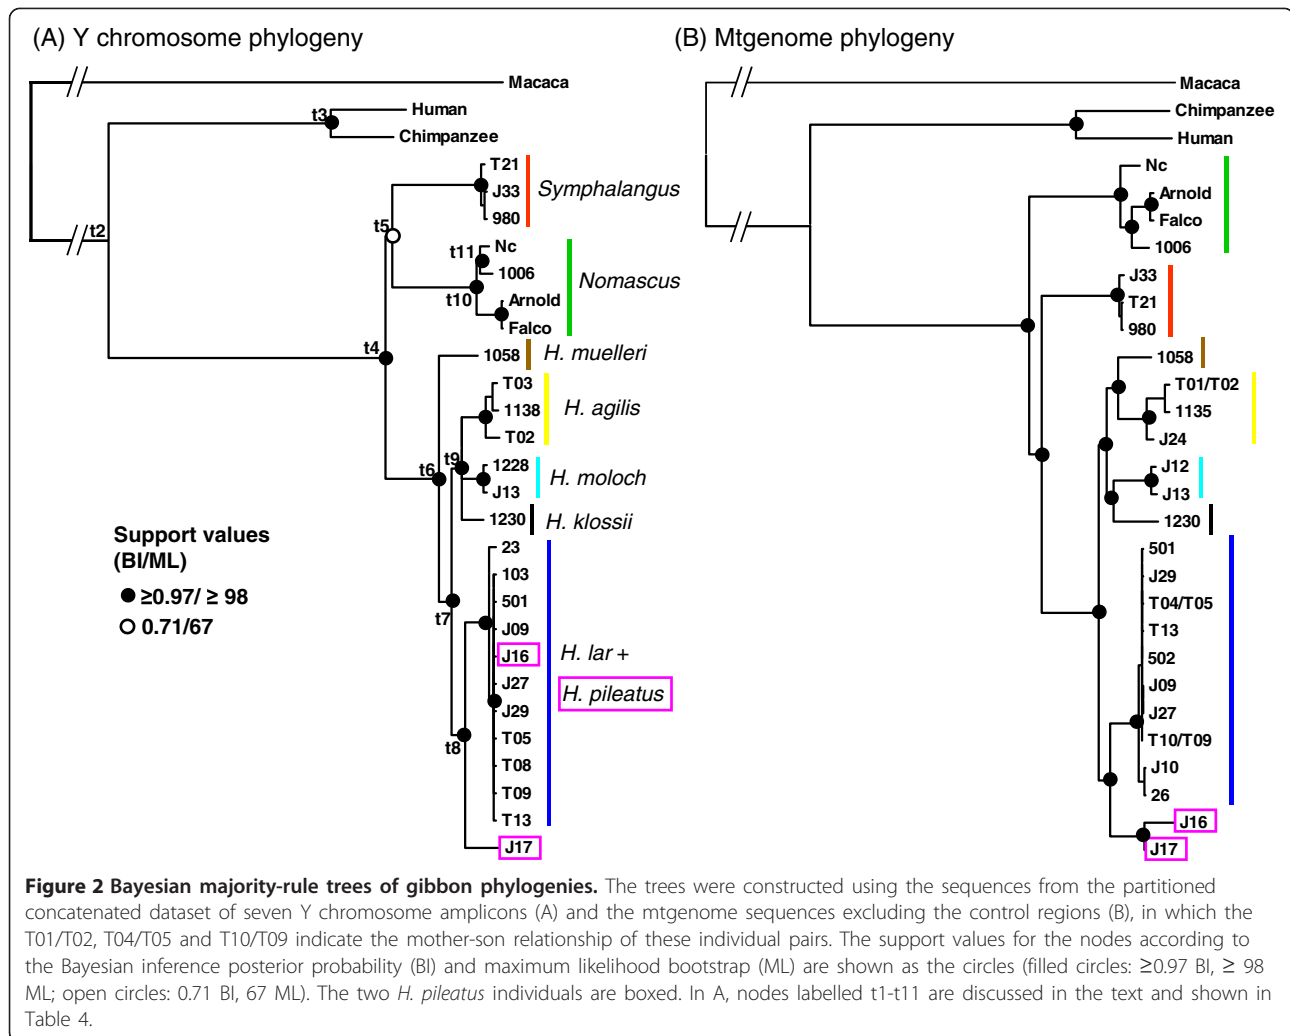 (A) Y chromosome phylogeny
Macaca
Human
t3
Chimpanzee
T21
J33
Symphalangus
980
t2
t5
Nc
t11
1006
Nomascus
t10
Arnold
Falco
t4
1058
H. muelleri
T03
1138
H. agilis
T02
t9
1228
t6
H. moloch
J13
1230
H. klossii
Support values
(BI/ML)
≥0.97/ ≥ 98
0.71/67
23
103
501
t7
J09
J16
H. lar +
J27
H. pileatus
J29
T05
t8
T08
T09
T13
J17
(B) Mtgenome phylogeny
Macaca
Chimpanzee
Human
Nc
Arnold
Falco
1006
J33
T21
980
1058
T01/T02
1135
J24
J12
J13
1230
501
J29
T04/T05
T13
502
J09
J27
T10/T09
J10
26
J16
J17
Figure 2 Bayesian majority-rule trees of gibbon phylogenies. The trees were constructed using the sequences from the partitioned
concatenated dataset of seven Y chromosome amplicons (A) and the mtgenome sequences excluding the control regions (B), in which the
T01/T02, T04/T05 and T10/T09 indicate the mother-son relationship of these individual pairs. The support values for the nodes according to
the Bayesian inference posterior probability (BI) and maximum likelihood bootstrap (ML) are shown as the circles (filled circles: ≥0.97 BI, ≥ 98
ML; open circles: 0.71 BI, 67 ML). The two H. pileatus individuals are boxed. In A, nodes labelled t1-t11 are discussed in the text and shown in
Table 4.